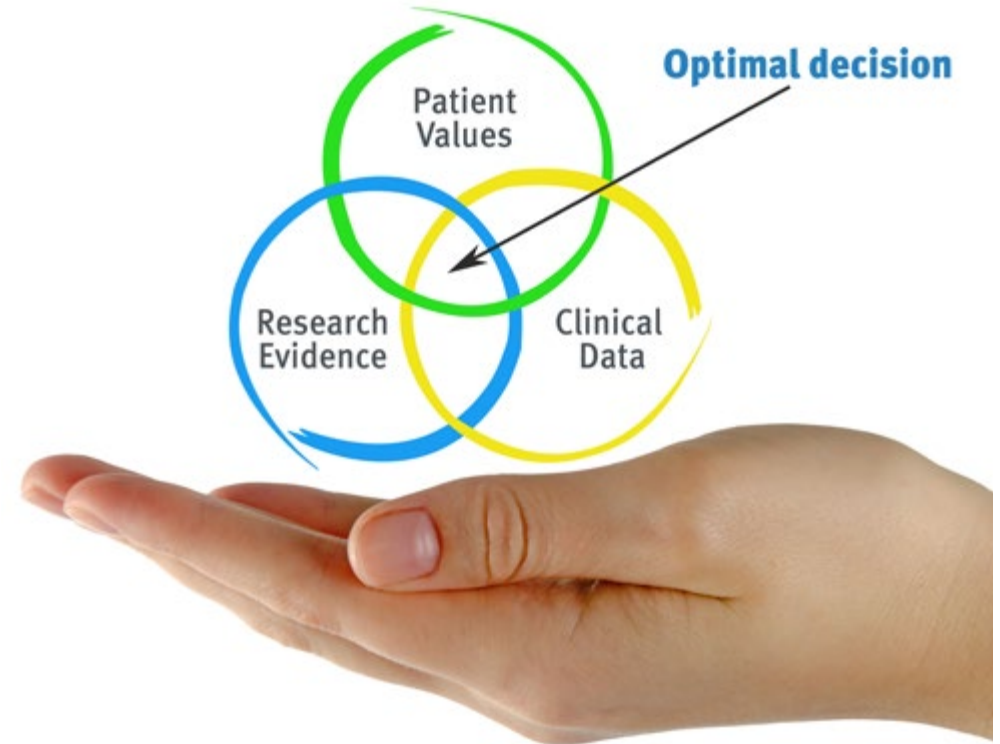 Optimal decision
Patient
Values
Research
Evidence
Clinical
Data